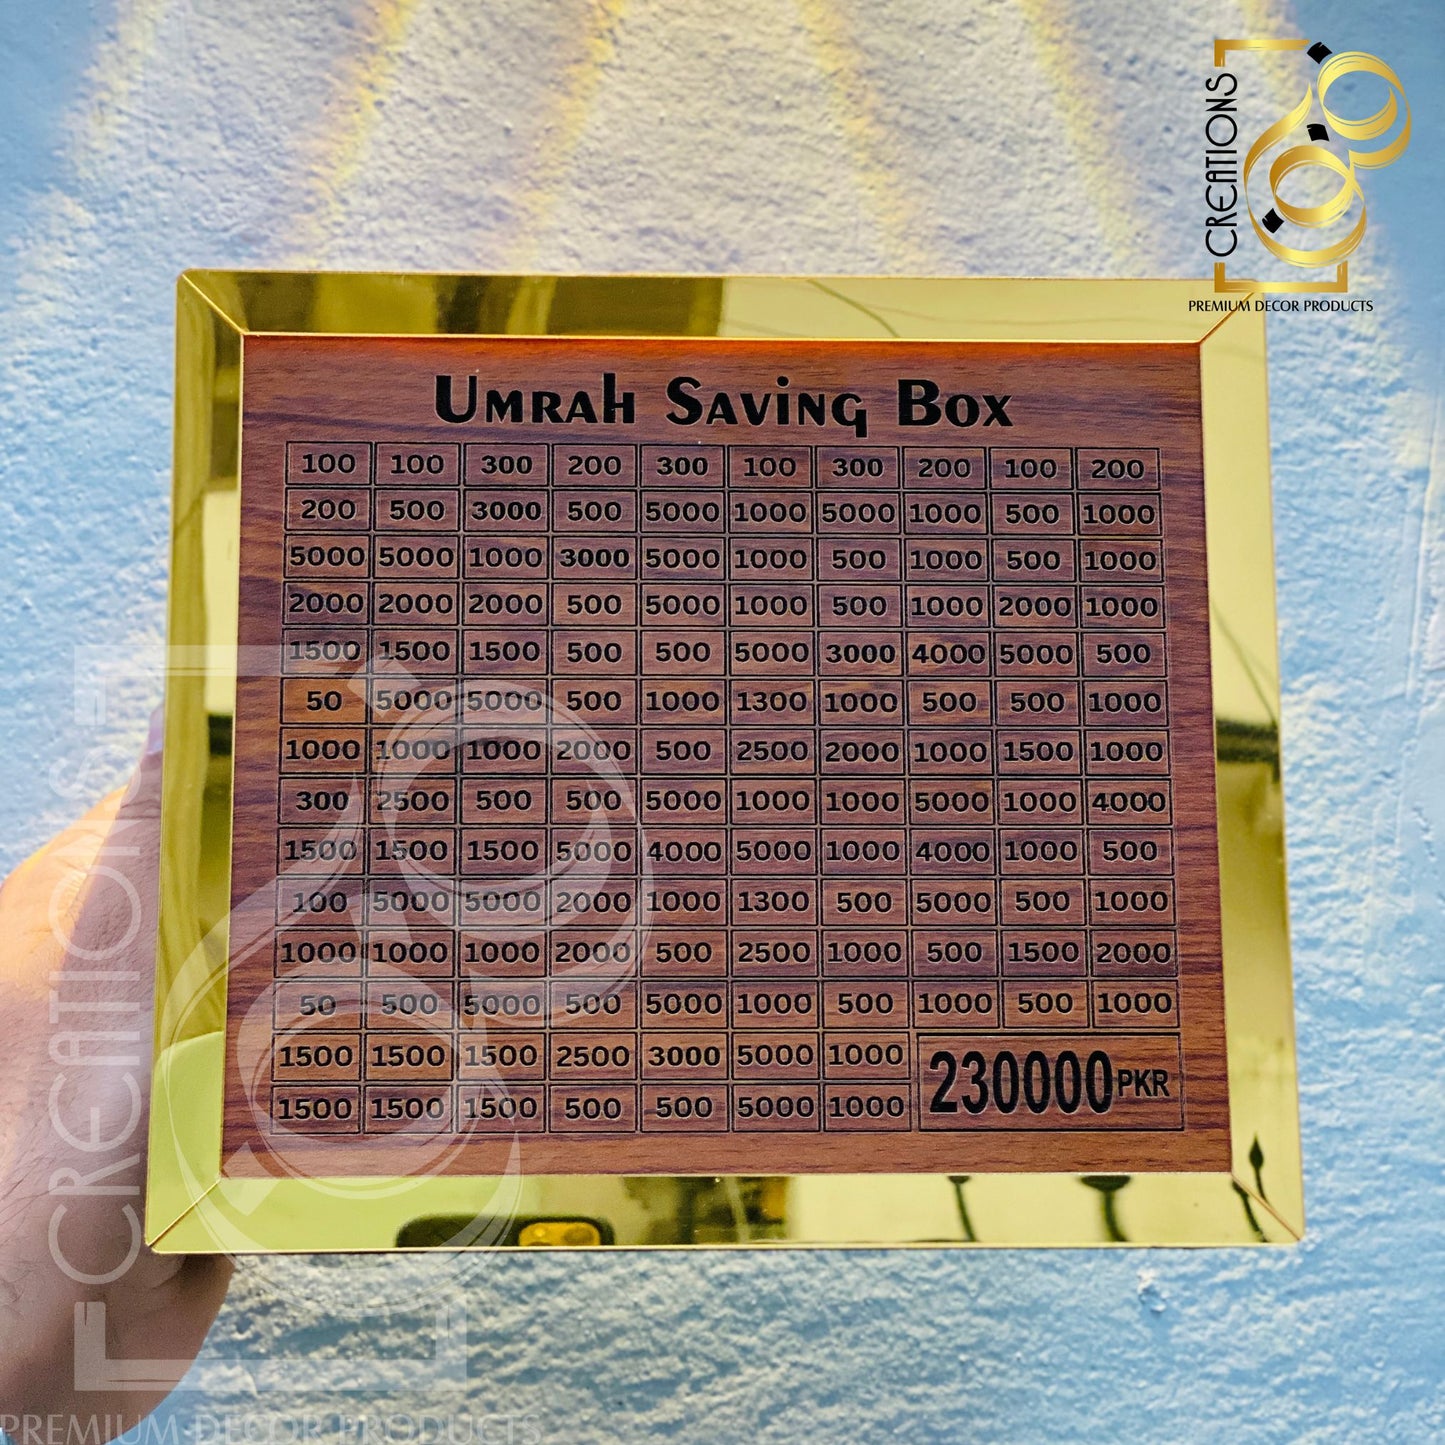 CREATIONS
PREMIUM DECOR PRODUCTS
Umrah Saving Box
100 100 300 200 300 100 300 200 100 200
200 500 3000 500 5000 1000 5000 1000 500 1000
5000 5000 1000 3000 5000 1000 500 1000 500 1000
2000 2000 2000 500 5000 1000 500 1000 2000 1000
1500 1500 1500 500 500 5000 3000 4000 5000 500
50 5000 5000 500 1000 1300 1000 500 500 1000
1000 1000 1000 2000 500 2500 2000 1000 1500 1000
300 2500 500 500 5000 1000 1000 5000 1000 4000
1500 1500 1500 5000 4000 5000 1000 4000 1000 500
100 5000 5000 2000 1000 1300 500 5000 500 1000
1000 1000 1000 2000 500 2500 1000 500 1500 2000
50 500 5000 500 5000 1000 500 1000 500 1000
1500 1500 1500 2500 3000 5000 1000
230000 PKR
1500 1500 1500 500 500 5000 1000
CREATIONS
PREMIUM DECOR PRODUCTS